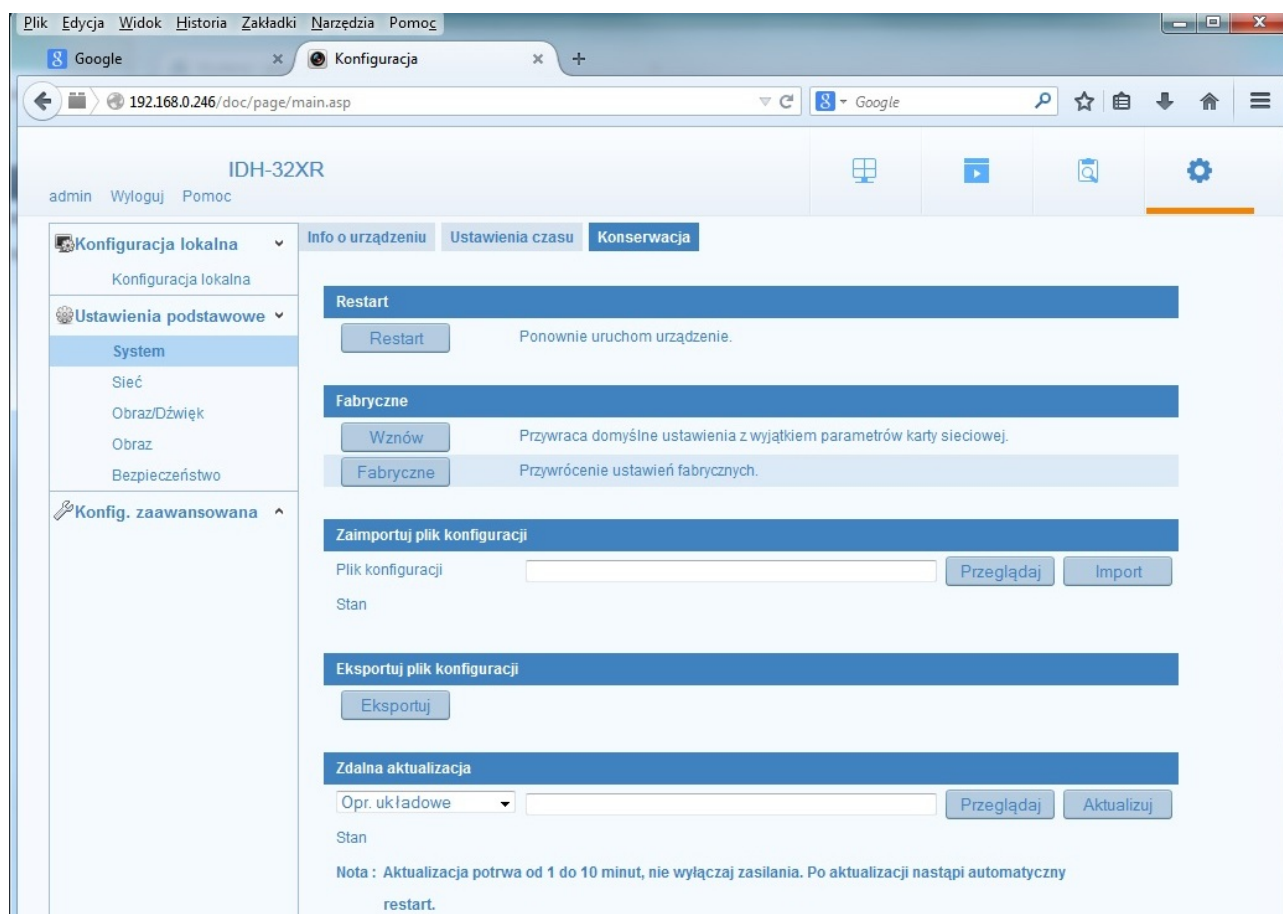 Plik Edycja Widok Historia Zakładki Narzędzia Pomoc
Google
Konfiguracja
192.168.0.246/doc/page/main.asp
Google
IDH-32XR
admin Wyloguj Pomoc
Info o urządzeniu Ustawienia czasu Konserwacja
Konfiguracja lokalna
Konfiguracja lokalna
Ustawienia podstawowe
System
Sieć
Obraz/Dźwięk
Obraz
Bezpieczeństwo
Konfig. zaawansowana
Restart
Restart Ponownie uruchom urządzenie.
Fabryczne
Wznów Przywraca domyślne ustawienia z wyjątkiem parametrów karty sieciowej.
Fabryczne Przywrócenie ustawień fabrycznych.
Zaimportuj plik konfiguracji
Plik konfiguracji Przeglądaj Import
Stan
Eksportuj plik konfiguracji
Eksportuj
Zdalna aktualizacja
Opr. układowe Przeglądaj Aktualizuj
Stan
Nota : Aktualizacja potrwa od 1 do 10 minut, nie wyłączaj zasilania. Po aktualizacji nastąpi automatyczny
restart.